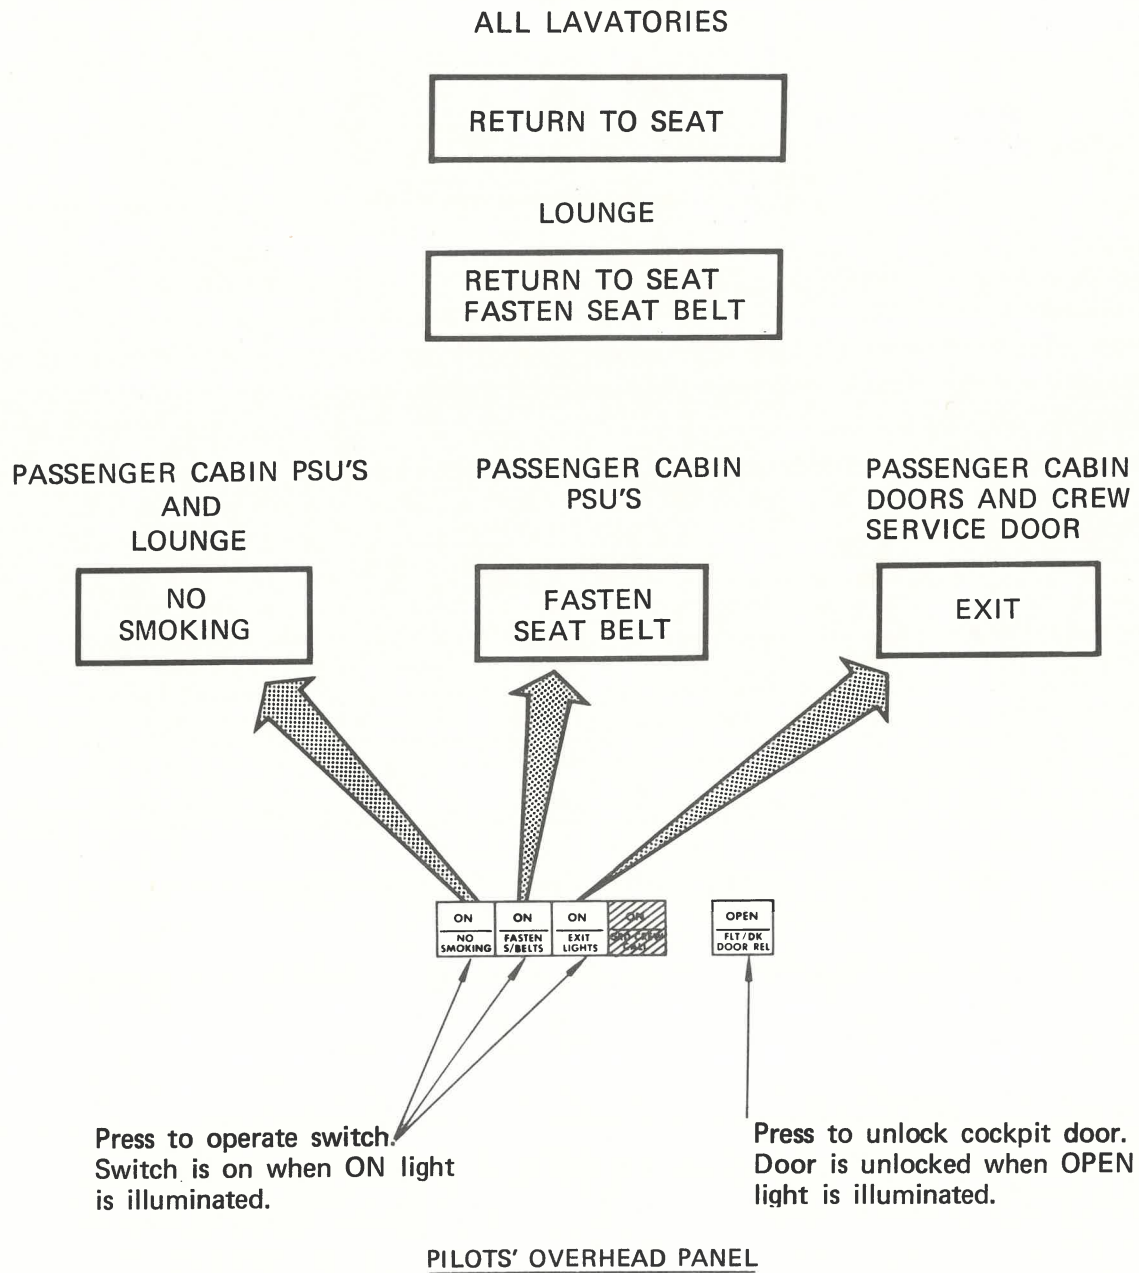 ALL LAVATORIES
RETURN TO SEAT
LOUNGE
RETURN TO SEAT
FASTEN SEAT BELT
PASSENGER CABIN PSU'S
AND
LOUNGE
NO
SMOKING
PASSENGER CABIN
PSU'S
FASTEN
SEAT BELT
PASSENGER CABIN
DOORS AND CREW
SERVICE DOOR
EXIT
ON
NO
SMOKING
ON
FASTEN
S/BELTS
ON
EXIT
LIGHTS
ON
GRD CREW
CALL
OPEN
FLT/DK
DOOR REL
Press to operate switch.
Switch is on when ON light
is illuminated.
Press to unlock cockpit door.
Door is unlocked when OPEN
light is illuminated.
PILOTS' OVERHEAD PANEL